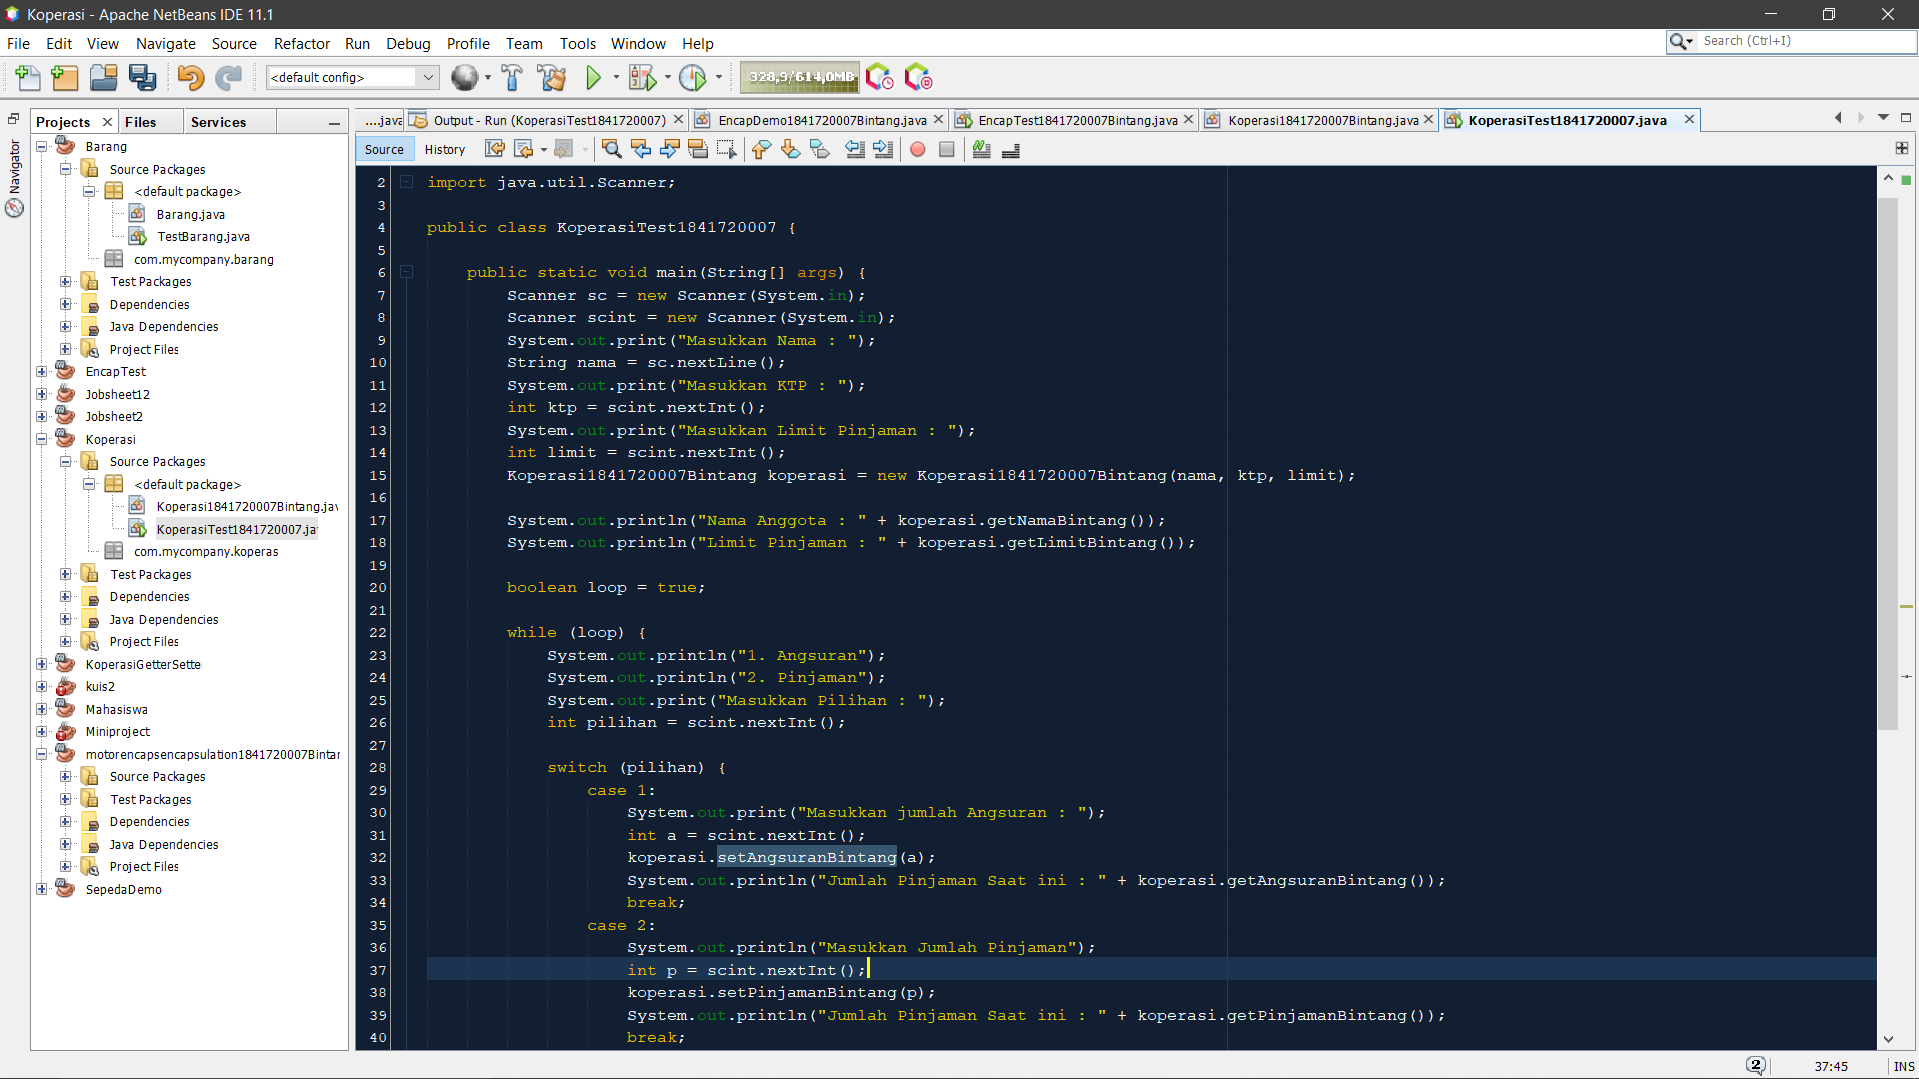 Koperasi - Apache NetBeans IDE 11.1
File Edit View Navigate Source Refactor Run Debug Profile Team Tools Window Help
Search (Ctrl+I)
<default config>
328,9/614,0MB
Projects Files Services
....java Output - Run (KoperasiTest1841720007) EncapDemo1841720007Bintang.java EncapTest1841720007Bintang.java Koperasi1841720007Bintang.java KoperasiTest1841720007.java
Source History
Navigator
Barang
Source Packages
<default package>
Barang.java
TestBarang.java
com.mycompany.barang
Test Packages
Dependencies
Java Dependencies
Project Files
EncapTest
Jobsheet12
Jobsheet2
Koperasi
Source Packages
<default package>
Koperasi1841720007Bintang.jav
KoperasiTest1841720007.ja
com.mycompany.koperas
Test Packages
Dependencies
Java Dependencies
Project Files
KoperasiGetterSette
kuis2
Mahasiswa
Miniproject
motorencapsencapsulation1841720007Bintar
Source Packages
Test Packages
Dependencies
Java Dependencies
Project Files
SepedaDemo
2 import java.util.Scanner;
3
4 public class KoperasiTest1841720007 {
5
6 public static void main(String[] args) {
7 Scanner sc = new Scanner(System.in);
8 Scanner scint = new Scanner(System.in);
9 System.out.print("Masukkan Nama : ");
10 String nama = sc.nextLine();
11 System.out.print("Masukkan KTP : ");
12 int ktp = scint.nextInt();
13 System.out.print("Masukkan Limit Pinjaman : ");
14 int limit = scint.nextInt();
15 Koperasi1841720007Bintang koperasi = new Koperasi1841720007Bintang(nama, ktp, limit);
16
17 System.out.println("Nama Anggota : " + koperasi.getNamaBintang());
18 System.out.println("Limit Pinjaman : " + koperasi.getLimitBintang());
19
20 boolean loop = true;
21
22 while (loop) {
23 System.out.println("1. Angsuran");
24 System.out.println("2. Pinjaman");
25 System.out.print("Masukkan Pilihan : ");
26 int pilihan = scint.nextInt();
27
28 switch (pilihan) {
29 case 1:
30 System.out.print("Masukkan jumlah Angsuran : ");
31 int a = scint.nextInt();
32 koperasi.setAngsuranBintang(a);
33 System.out.println("Jumlah Pinjaman Saat ini : " + koperasi.getAngsuranBintang());
34 break;
35 case 2:
36 System.out.println("Masukkan Jumlah Pinjaman");
37 int p = scint.nextInt();
38 koperasi.setPinjamanBintang(p);
39 System.out.println("Jumlah Pinjaman Saat ini : " + koperasi.getPinjamanBintang());
40 break;
2 37:45 INS